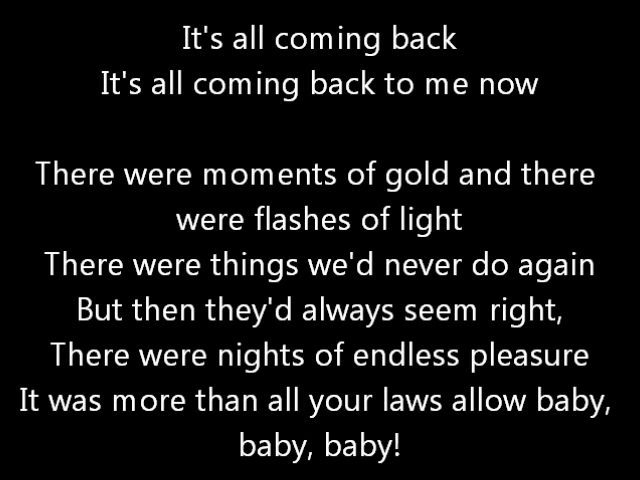 It's all coming back
It's all coming back to me now
There were moments of gold and there
were flashes of light
There were things we'd never do again
But then they'd always seem right,
There were nights of endless pleasure
It was more than all your laws allow baby,
baby, baby!